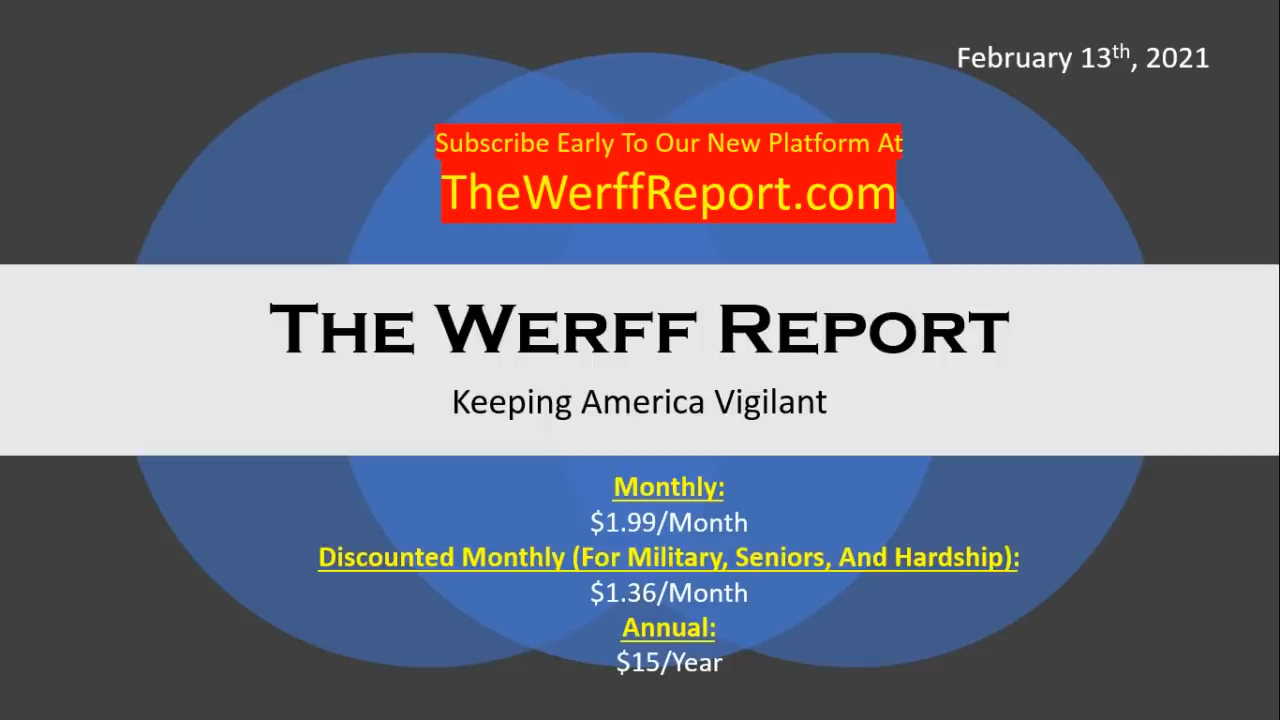 February 13th, 2021
Subscribe Early To Our New Platform At
TheWerffReport.com
The Werff Report
Keeping America Vigilant
Monthly:
$1.99/Month
Discounted Monthly (For Military, Seniors, And Hardship):
$1.36/Month
Annual:
$15/Year